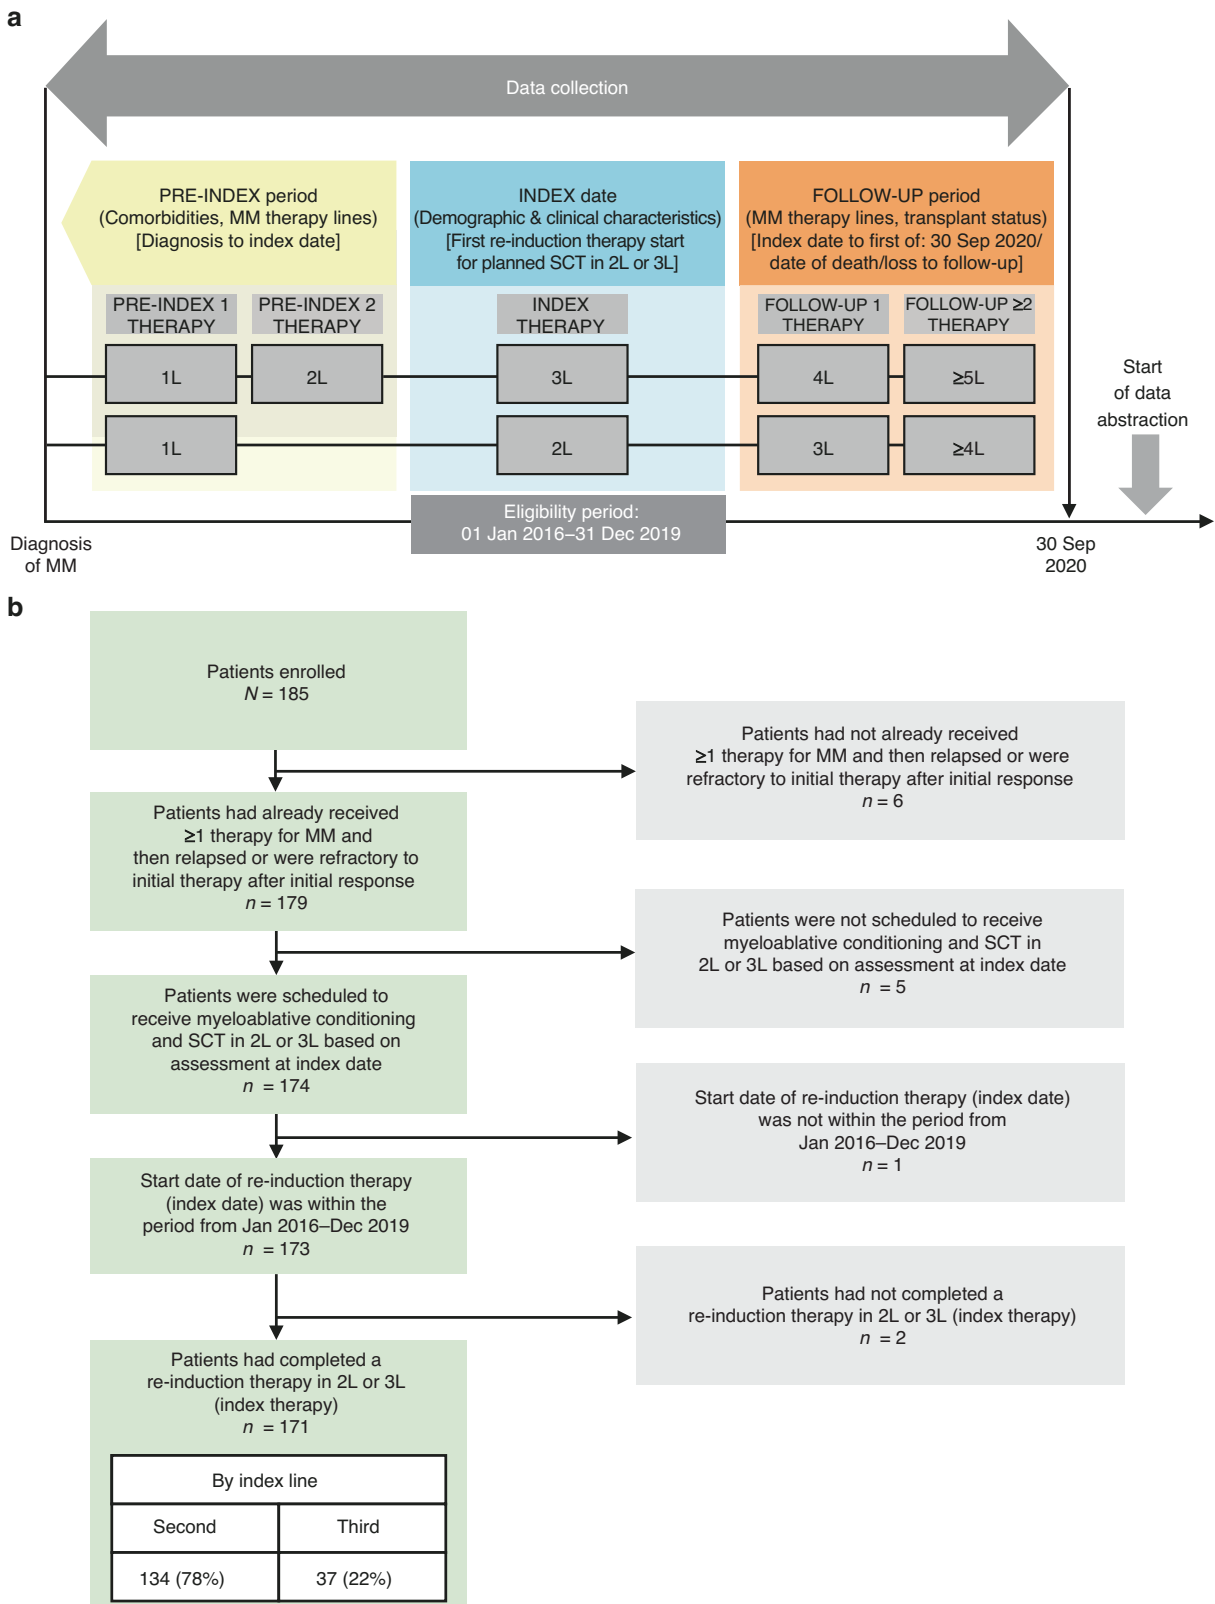 a
Data collection
PRE-INDEX period
(Comorbidities, MM therapy lines)
[Diagnosis to index date]
INDEX date
(Demographic & clinical characteristics)
[First re-induction therapy start
for planned SCT in 2L or 3L]
FOLLOW-UP period
(MM therapy lines, transplant status)
[Index date to first of: 30 Sep 2020/
date of death/loss to follow-up]
PRE-INDEX 1
THERAPY
PRE-INDEX 2
THERAPY
INDEX
THERAPY
FOLLOW-UP 1
THERAPY
FOLLOW-UP ≥2
THERAPY
1L
2L
3L
4L
≥5L
1L
2L
3L
≥4L
Start
of data
abstraction
Eligibility period:
01 Jan 2016–31 Dec 2019
Diagnosis
of MM
30 Sep
2020
b
Patients enrolled
N = 185
Patients had not already received
≥1 therapy for MM and then relapsed or were
refractory to initial therapy after initial response
n = 6
Patients had already received
≥1 therapy for MM and
then relapsed or were refractory to
initial therapy after initial response
n = 179
Patients were not scheduled to receive
myeloablative conditioning and SCT in
2L or 3L based on assessment at index date
n = 5
Patients were scheduled to
receive myeloablative conditioning
and SCT in 2L or 3L based on
assessment at index date
n = 174
Start date of re-induction therapy (index date)
was not within the period from
Jan 2016–Dec 2019
n = 1
Start date of re-induction therapy
(index date) was within the
period from Jan 2016–Dec 2019
n = 173
Patients had not completed a
re-induction therapy in 2L or 3L (index therapy)
n = 2
Patients had completed a
re-induction therapy in 2L or 3L
(index therapy)
n = 171
By index line
Second
Third
134 (78%)
37 (22%)